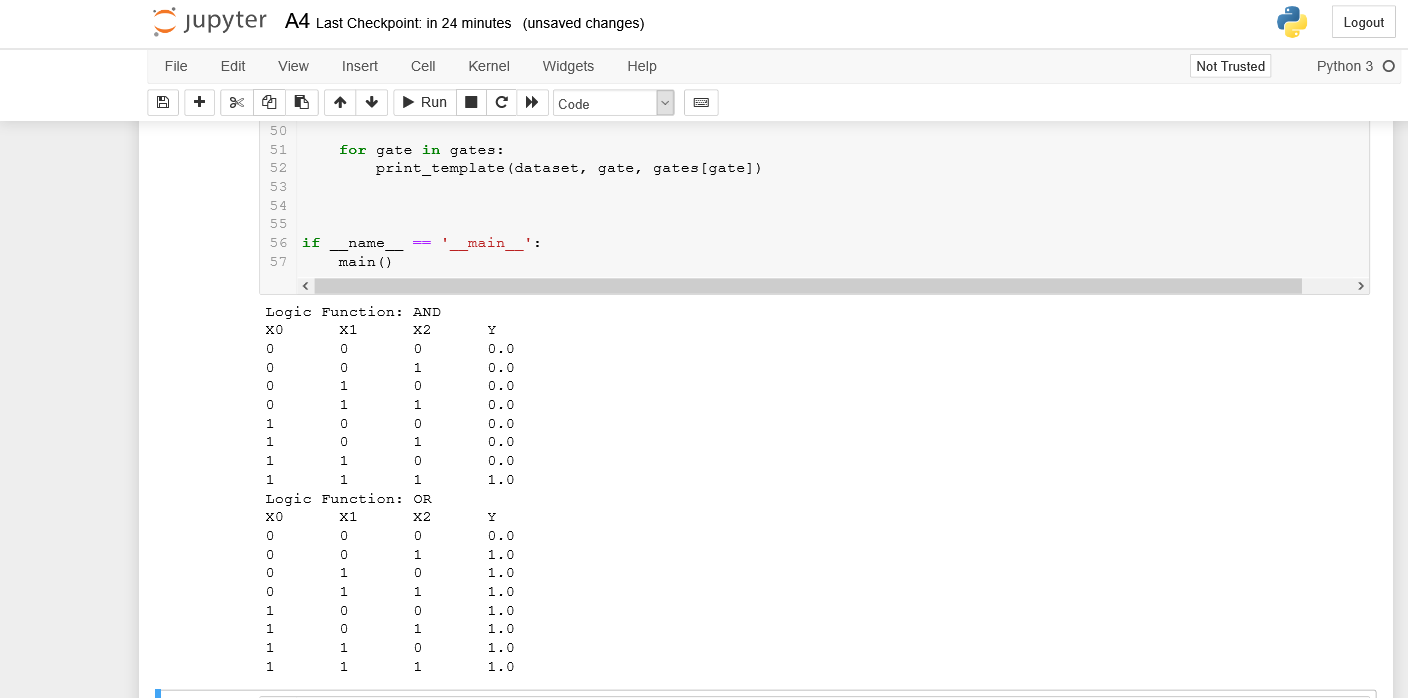 jupyter A4 Last Checkpoint: in 24 minutes (unsaved changes) Logout
File Edit View Insert Cell Kernel Widgets Help Not Trusted Python 3
Run Code
50
51     for gate in gates:
52         print_template(dataset, gate, gates[gate])
53
54
55
56 if __name__ == '__main__':
57     main()
Logic Function: AND
X0 X1 X2 Y
0 0 0 0.0
0 0 1 0.0
0 1 0 0.0
0 1 1 0.0
1 0 0 0.0
1 0 1 0.0
1 1 0 0.0
1 1 1 1.0
Logic Function: OR
X0 X1 X2 Y
0 0 0 0.0
0 0 1 1.0
0 1 0 1.0
0 1 1 1.0
1 0 0 1.0
1 0 1 1.0
1 1 0 1.0
1 1 1 1.0